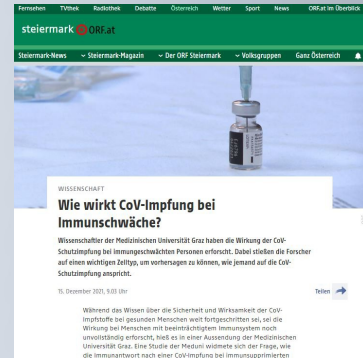 Fernsehen TVthek Radiothek Debatte Österreich Wetter Sport News ORF.at im Überblick
steiermark ORF.at
Steiermark-News Steiermark-Magazin Der ORF Steiermark Volksgruppen Ganz Österreich
WISSENSCHAFT
Wie wirkt CoV-Impfung bei
Immunschwäche?
Wissenschaftler der Medizinischen Universität Graz haben die Wirkung der CoV-
Schutzimpfung bei immungeschwächten Personen erforscht. Dabei stießen die Forscher
auf einen wichtigen Zelltyp, um vorhersagen zu können, wie jemand auf die CoV-
Schutzimpfung anspricht.
15. Dezember 2021, 9.03 Uhr
Teilen
Während das Wissen über die Sicherheit und Wirksamkeit der CoV-
Impfstoffe bei gesunden Menschen weit fortgeschritten sei, sei die
Wirkung bei Menschen mit beeinträchtigtem Immunsystem noch
unvollständig erforscht, hieß es in einer Aussendung der Medizinischen
Universität Graz. Eine Studie der Meduni widmete sich der Frage, wie
die Immunantwort nach einer CoV-Impfung bei immunsupprimierten